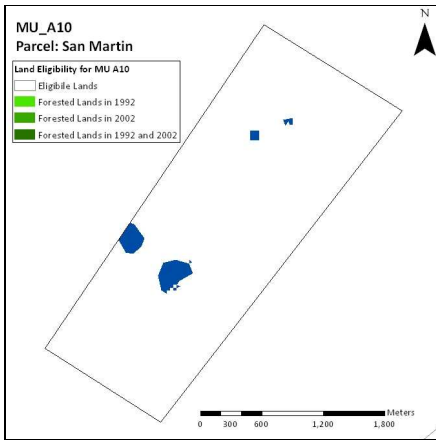 MU_A10
Parcel: San Martin
N
Land Eligibility for MU A10
Eligibile Lands
Forested Lands in 1992
Forested Lands in 2002
Forested Lands in 1992 and 2002
Meters
0 300 600 1,200 1,800